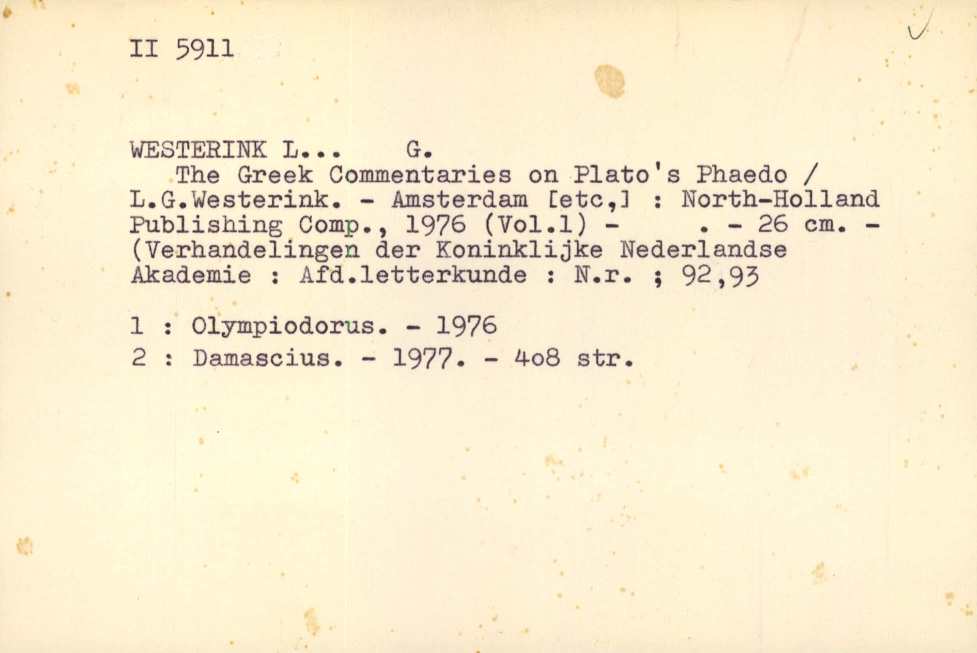 II 5911
WESTERINK L... G.
The Greek Commentaries on Plato's Phaedo /
L.G.Westerink. - Amsterdam [etc,] : North-Holland
Publishing Comp., 1976 (Vol.1) - . - 26 cm. -
(Verhandelingen der Koninklijke Nederlandse
Akademie : Afd.letterkunde : N.r. ; 92,93
1 : Olympiodorus. - 1976
2 : Damascius. - 1977. - 4o8 str.